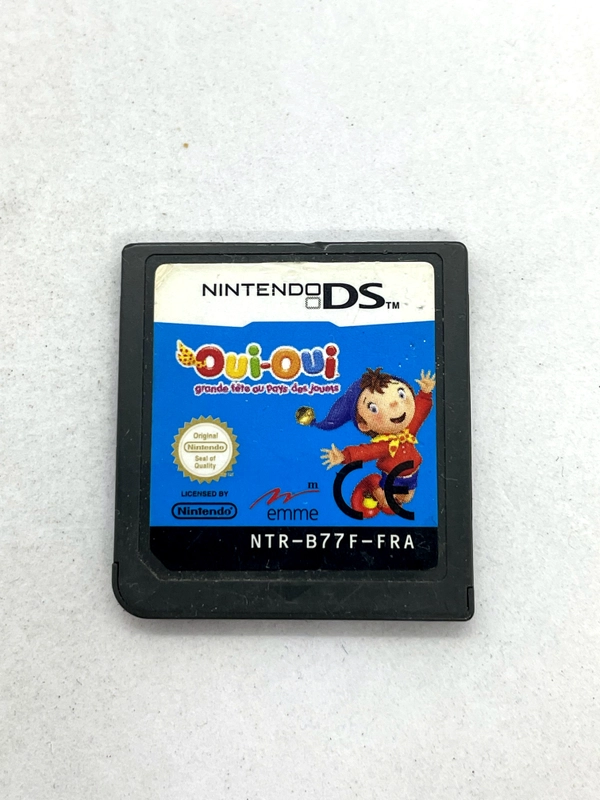 NINTENDO DS™
Oui-Oui
grande fête au Pays des jouets
Original
Nintendo
Seal of
Quality
LICENSED BY
Nintendo
m
emme
CE
NTR-B77F-FRA